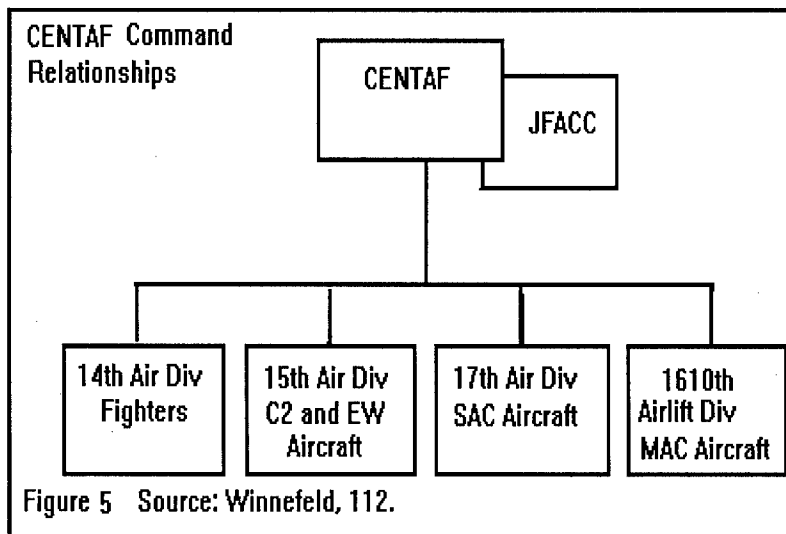 CENTAF Command
Relationships
CENTAF
JFACC
14th Air Div
Fighters
15th Air Div
C2 and EW
Aircraft
17th Air Div
SAC Aircraft
1610th
Airlift Div
MAC Aircraft
Figure 5 Source: Winnefeld, 112.